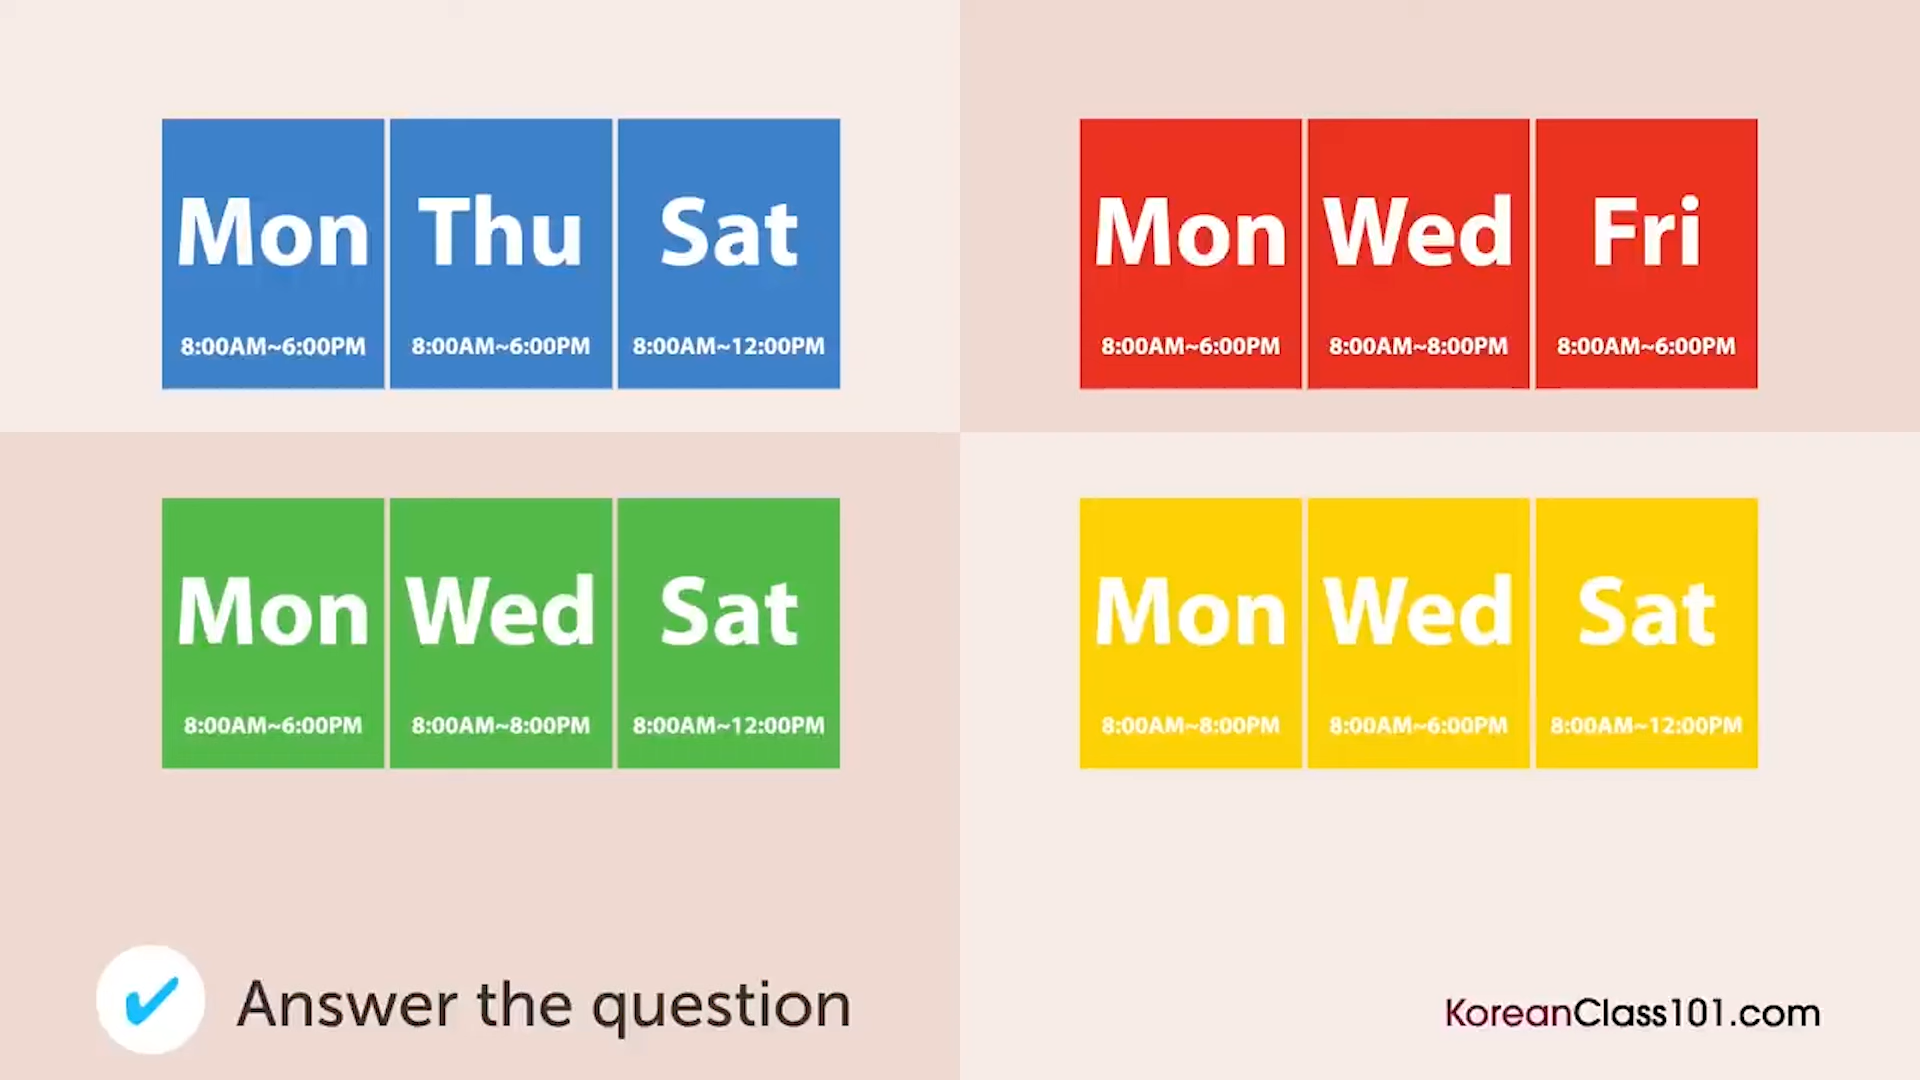 Mon Thu Sat
8:00AM~6:00PM 8:00AM~6:00PM 8:00AM~12:00PM
Mon Wed Fri
8:00AM~6:00PM 8:00AM~8:00PM 8:00AM~6:00PM
Mon Wed Sat
8:00AM~6:00PM 8:00AM~8:00PM 8:00AM~12:00PM
Mon Wed Sat
8:00AM~8:00PM 8:00AM~6:00PM 8:00AM~12:00PM
Answer the question
KoreanClass101.com